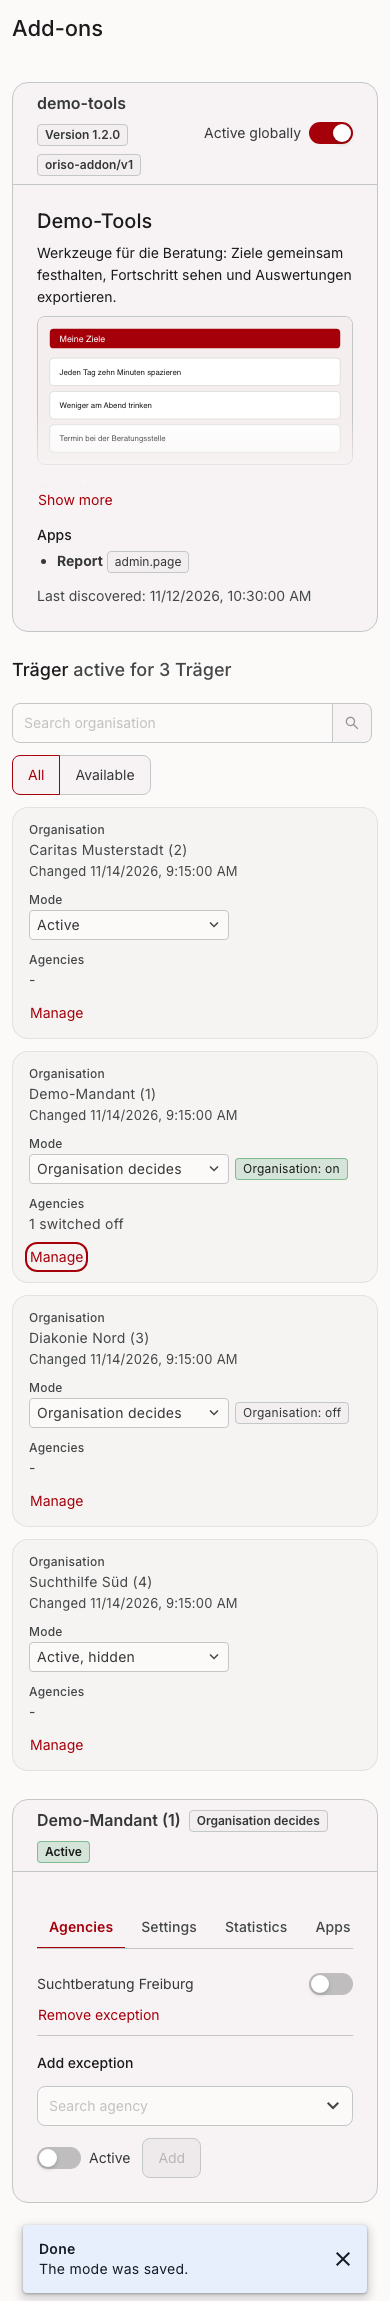 Add-ons
demo-tools
Version 1.2.0
Active globally
oriso-addon/v1
Demo-Tools
Werkzeuge für die Beratung: Ziele gemeinsam
festhalten, Fortschritt sehen und Auswertungen
exportieren.
Meine Ziele
Jeden Tag zehn Minuten spazieren
Weniger am Abend trinken
Termin bei der Beratungsstelle
Show more
Apps
• Report admin.page
Last discovered: 11/12/2026, 10:30:00 AM
Träger active for 3 Träger
Search organisation
All Available
Organisation
Caritas Musterstadt (2)
Changed 11/14/2026, 9:15:00 AM
Mode
Active
Agencies
-
Manage
Organisation
Demo-Mandant (1)
Changed 11/14/2026, 9:15:00 AM
Mode
Organisation decides Organisation: on
Agencies
1 switched off
Manage
Organisation
Diakonie Nord (3)
Changed 11/14/2026, 9:15:00 AM
Mode
Organisation decides Organisation: off
Agencies
-
Manage
Organisation
Suchthilfe Süd (4)
Changed 11/14/2026, 9:15:00 AM
Mode
Active, hidden
Agencies
-
Manage
Demo-Mandant (1) Organisation decides
Active
Agencies Settings Statistics Apps
Suchtberatung Freiburg
Remove exception
Add exception
Search agency
Active Add
Done
The mode was saved.